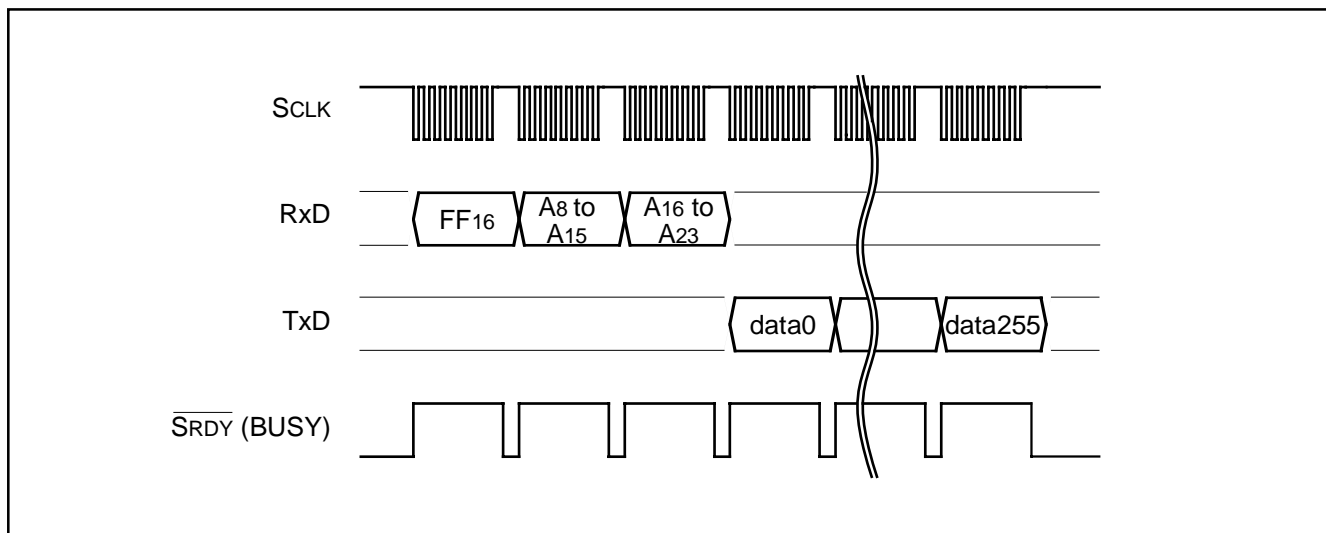 SCLK
RxD
FF16
A8 to
A15
A16 to
A23
TxD
data0
data255
SRDY (BUSY)